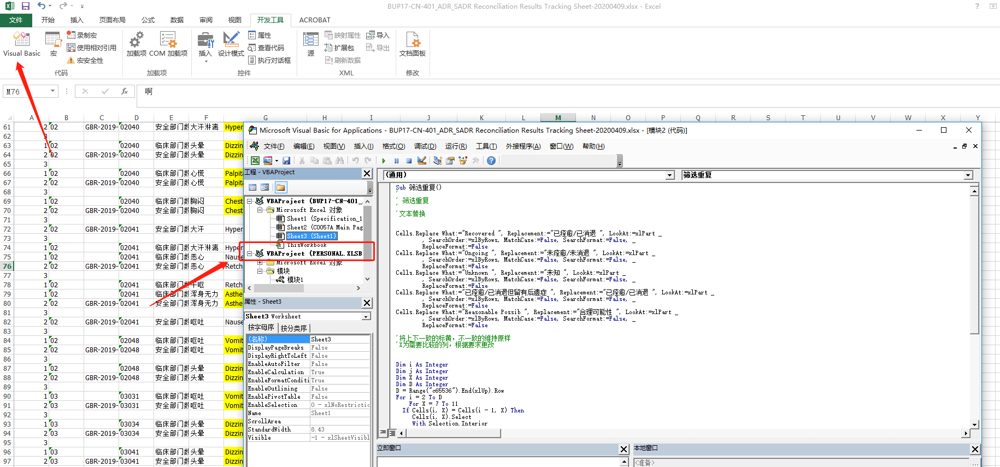 BUP17-CN-401_ADR_SADR Reconciliation Results Tracking Sheet-20200409.xlsx - Excel
文件 开始 插入 页面布局 公式 数据 审阅 视图 开发工具 ACROBAT
Visual Basic 宏 录制宏 使用相对引用 宏安全性 代码
加载项 COM 加载项 加载项
插入 设计模式 属性 查看代码 执行对话框 控件
源 映射属性 扩展包 刷新数据 导入 导出 XML
文档面板 修改
M76 fx 啊
A B C D E F G H I J K L M N O P Q R S T U V W X Y
61 2 02 GBR-2019- 02040 安全部门数 大汗淋漓 Hyper
62 3
63 1 02 02040 临床部门数 头晕 Dizzin
64 2 02 GBR-2019- 02040 安全部门数 头晕 Dizzin
65 3
66 1 02 02040 临床部门数 心慌 Palpit
67 2 02 GBR-2019- 02040 安全部门数 心慌 Palpit
68 3
69 1 02 02040 临床部门数 胸闷 Chest
70 2 02 GBR-2019- 02040 安全部门数 胸闷 Chest
71 3
72 2 02 GBR-2019- 02041 安全部门数 大汗 Hyper
73 3
74 1 02 02041 临床部门数 大汗淋漓 Hyper
75 1 02 02041 临床部门数 恶心 Nause
76 2 02 GBR-2019- 02041 安全部门数 恶心 Retch
77 3
78 1 02 02041 临床部门数 干呕 Retch
79 1 02 02041 临床部门数 浑身无力 Asthe
80 2 02 GBR-2019- 02041 安全部门数 浑身无力 Asthe
81 3
82 2 02 GBR-2019- 02041 安全部门数 呕吐 Nause
83 3
84 1 02 02048 临床部门数 呕吐 Vomit
85 2 02 GBR-2019- 02048 安全部门数 呕吐 Vomit
86 3
87 1 02 02048 临床部门数 头晕 Dizzin
88 2 02 GBR-2019- 02048 安全部门数 头晕 Dizzin
89 3
90 1 03 03031 临床部门数 呕吐 Vomit
91 2 03 GBR-2019- 03031 安全部门数 呕吐 Vomit
92 3
93 1 03 03034 临床部门数 头晕 Dizzin
94 2 03 GBR-2019- 03034 安全部门数 头晕 Dizzin
95 3
96 1 03 03041 临床部门数 头晕 Dizzin
97 2 03 GBR-2019- 03041 安全部门数 头晕 Dizzin
Microsoft Visual Basic for Applications - BUP17-CN-401_ADR_SADR Reconciliation Results Tracking Sheet-20200409.xlsx - [模块2 (代码)]
文件(F) 编辑(E) 视图(V) 插入(I) 格式(O) 调试(D) 运行(R) 工具(T) 外接程序(A) 窗口(W) 帮助(H)
工程 - VBAProject
VBAProject (BUP17-CN-401_
Microsoft Excel 对象
Sheet1 (Specification_1
Sheet2 (C0057A Main Pag
Sheet3 (Sheet1)
ThisWorkbook
VBAProject (PERSONAL.XLSB
Microsoft Excel 对象
模块
模块1
属性 - Sheet3
Sheet3 Worksheet
按字母序 按分类序
(名称) Sheet3
DisplayPageBreaks False
DisplayRightToLeft False
EnableAutoFilter False
EnableCalculation True
EnableFormatConditi True
EnableOutlining False
EnablePivotTable False
EnableSelection 0 - xlNoRestrictic
Name Sheet1
ScrollArea
StandardWidth 8.43
Visible -1 - xlSheetVisibl
(通用) 筛选重复
Sub 筛选重复()
'
' 筛选重复
'
'文本替换
Cells.Replace What:="Recovered ", Replacement:="已痊愈/已消退 ", LookAt:=xlPart _
, SearchOrder:=xlByRows, MatchCase:=False, SearchFormat:=False, _
ReplaceFormat:=False
Cells.Replace What:="Ongoing ", Replacement:="未痊愈/未消退 ", LookAt:=xlPart _
, SearchOrder:=xlByRows, MatchCase:=False, SearchFormat:=False, _
ReplaceFormat:=False
Cells.Replace What:="Unknown ", Replacement:="未知 ", LookAt:=xlPart _
, SearchOrder:=xlByRows, MatchCase:=False, SearchFormat:=False, _
ReplaceFormat:=False
Cells.Replace What:="已痊愈/已消退但留有后遗症 ", Replacement:="已痊愈/已消退 ", LookAt:=xlPart _
, SearchOrder:=xlByRows, MatchCase:=False, SearchFormat:=False, _
ReplaceFormat:=False
Cells.Replace What:="Reasonable Possib ", Replacement:="合理可能性 ", LookAt:=xlPart _
, SearchOrder:=xlByRows, MatchCase:=False, SearchFormat:=False, _
ReplaceFormat:=False
'将上下一致的标黄，不一致的维持原样
'X为需要比较的列，根据要求更改
Dim i As Integer
Dim j As Integer
Dim X As Integer
Dim D As Integer
D = Range("c65536").End(xlUp).Row
For i = 2 To D
For X = 7 To 11
If Cells(i, X) = Cells(i - 1, X) Then
Cells(i, X).Select
With Selection.Interior
立即窗口
本地窗口
<准备>